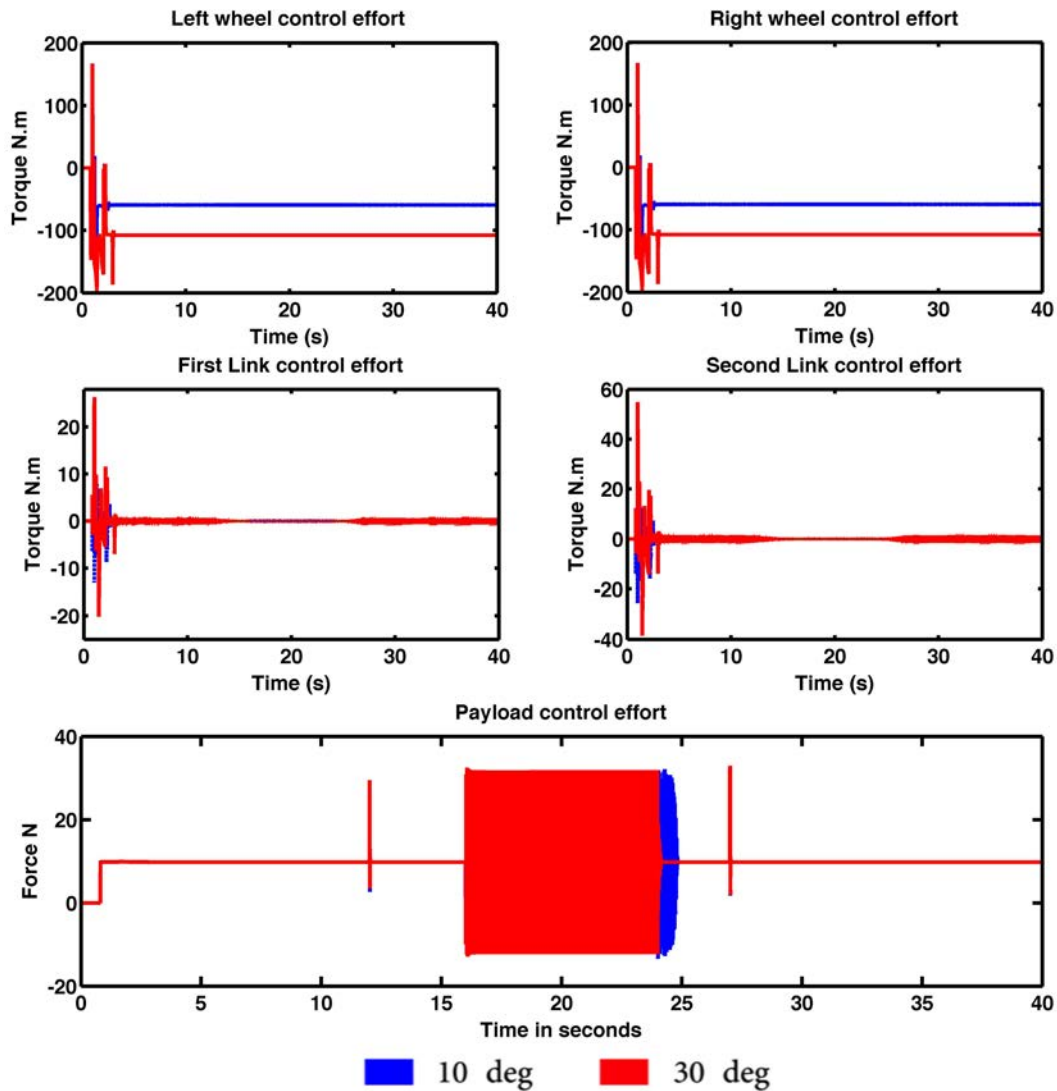 Left wheel control effort
Right wheel control effort
Torque N.m
200
100
0
-100
-200
0 10 20 30 40
Time (s)
Torque N.m
200
100
0
-100
-200
0 10 20 30 40
Time (s)
First Link control effort
Second Link control effort
Torque N.m
20
10
0
-10
-20
0 10 20 30 40
Time (s)
Torque N.m
60
40
20
0
-20
-40
0 10 20 30 40
Time (s)
Payload control effort
Force N
40
20
0
-20
0 5 10 15 20 25 30 35 40
Time in seconds
10 deg 30 deg